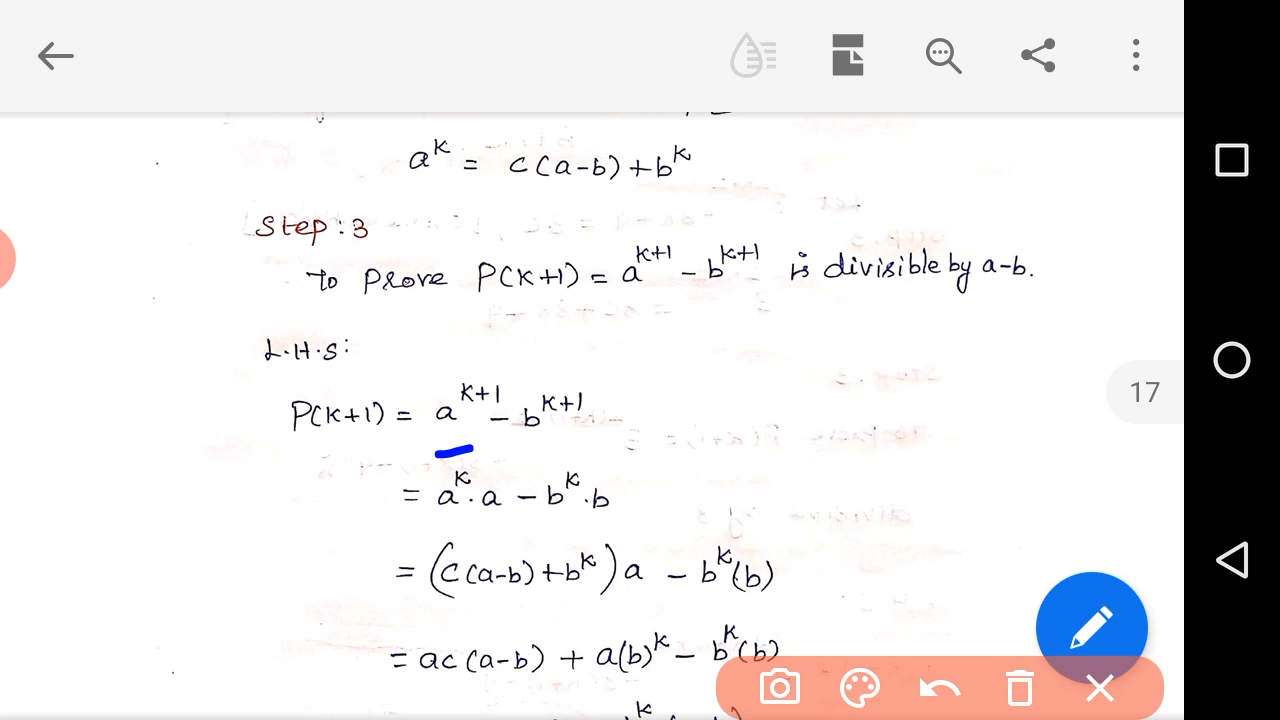 a^k = c(a-b)+b^k
Step:3
To Prove P(k+1) = a^{k+1} - b^{k+1} is divisible by a-b.
L.H.S:
P(k+1) = a^{k+1} - b^{k+1}
= a^k.a - b^k.b
= (c(a-b)+b^k)a - b^k(b)
= ac(a-b) + a(b)^k - b^k(b)
17